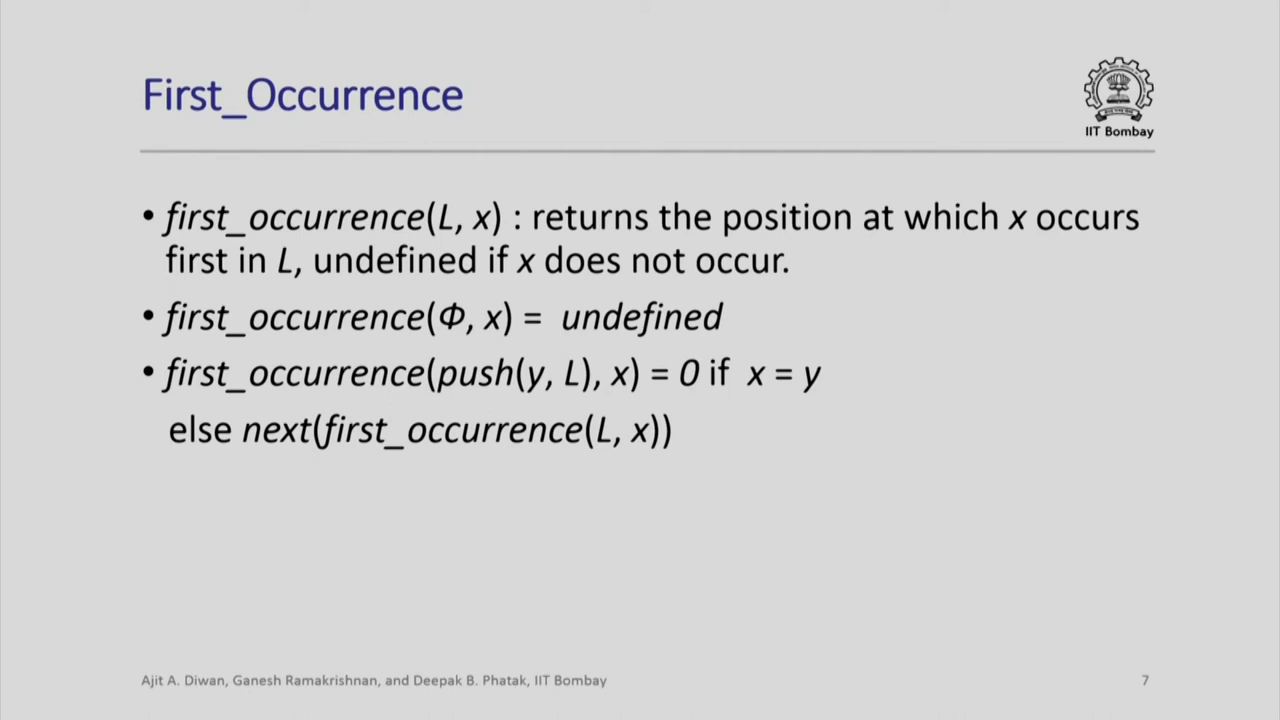 First_Occurrence
IIT Bombay
• first_occurrence(L, x) : returns the position at which x occurs
first in L, undefined if x does not occur.
• first_occurrence(Φ, x) = undefined
• first_occurrence(push(y, L), x) = 0 if x = y
else next(first_occurrence(L, x))
Ajit A. Diwan, Ganesh Ramakrishnan, and Deepak B. Phatak, IIT Bombay
7